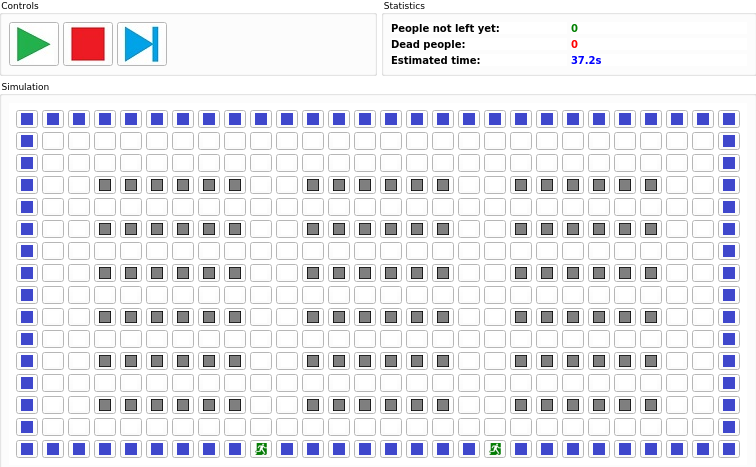 Controls
Statistics
People not left yet: 0
Dead people: 0
Estimated time: 37.2s
Simulation